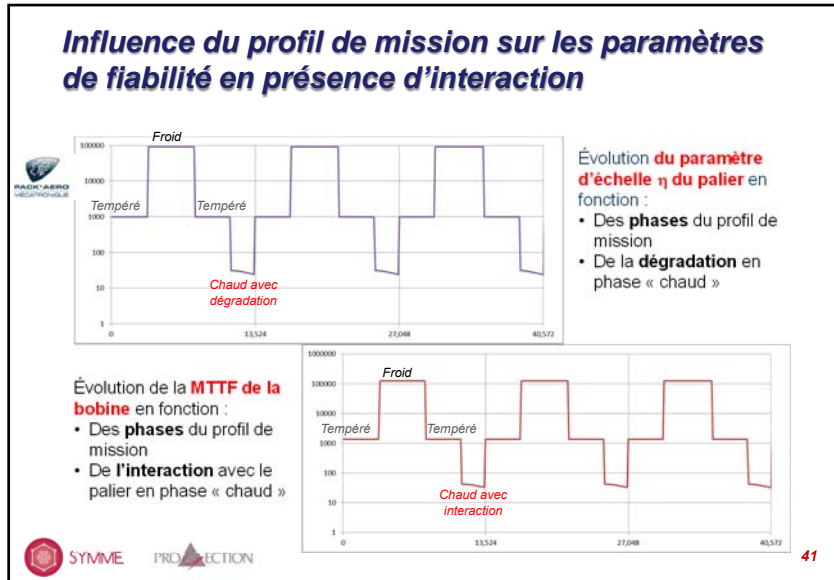 Influence du profil de mission sur les paramètres
de fiabilité en présence d'interaction
PACK'AERO
MÉCATRONIQUE
100000
10000
1000
100
10
1
0
13,524
27,048
40,572
Froid
Tempéré
Tempéré
Chaud avec
dégradation
Évolution du paramètre
d'échelle η du palier en
fonction :
• Des phases du profil de
mission
• De la dégradation en
phase « chaud »
Évolution de la MTTF de la
bobine en fonction :
• Des phases du profil de
mission
• De l'interaction avec le
palier en phase « chaud »
1000000
100000
10000
1000
100
10
1
0
13,524
27,048
40,572
Froid
Tempéré
Tempéré
Chaud avec
interaction
SYMME
PRO ECTION
41